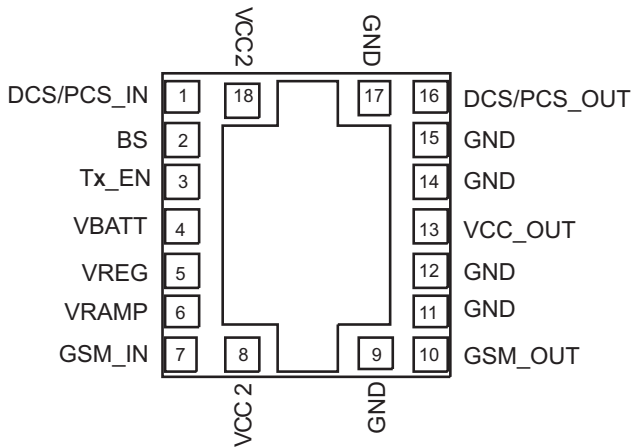 VCC2
GND
DCS/PCS_IN 1 18 17 16 DCS/PCS_OUT
BS 2 15 GND
Tx_EN 3 14 GND
VBATT 4 13 VCC_OUT
VREG 5 12 GND
VRAMP 6 11 GND
GSM_IN 7 8 9 10 GSM_OUT
VCC 2
GND